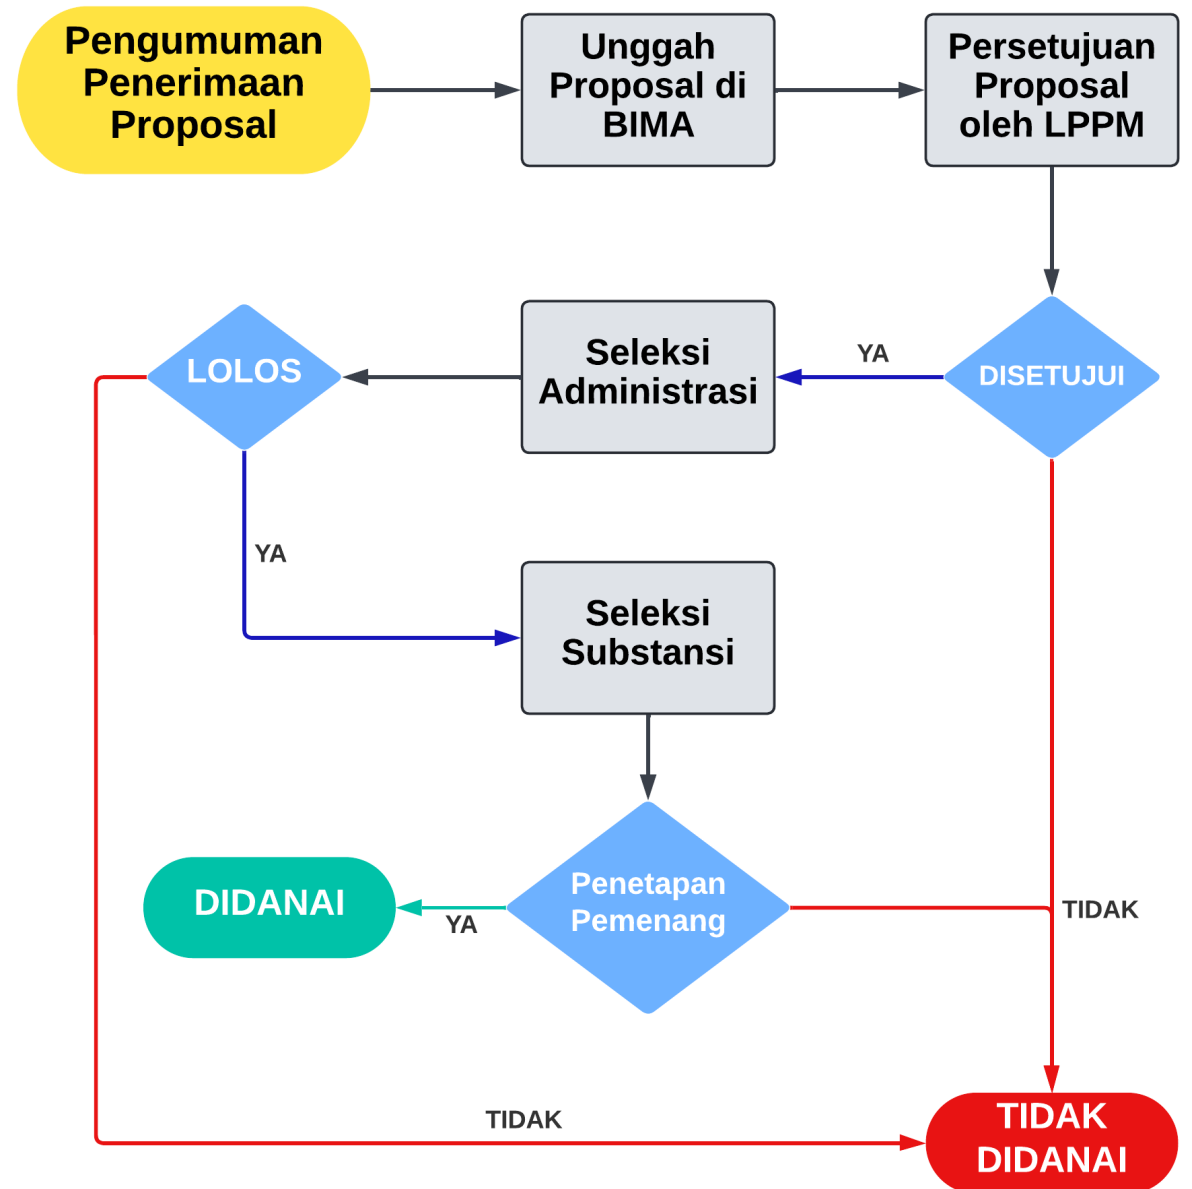 Pengumuman
Penerimaan
Proposal
Unggah
Proposal di
BIMA
Persetujuan
Proposal
oleh LPPM
LOLOS
Seleksi
Administrasi
YA
DISETUJUI
YA
Seleksi
Substansi
DIDANAI
YA
Penetapan
Pemenang
TIDAK
TIDAK
TIDAK
DIDANAI